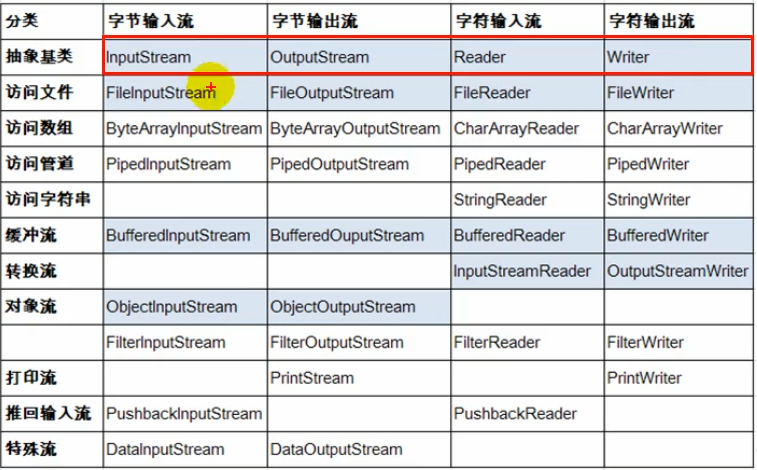 分类 字节输入流 字节输出流 字符输入流 字符输出流
抽象基类 InputStream OutputStream Reader Writer
访问文件 FileInputStream FileOutputStream FileReader FileWriter
访问数组 ByteArrayInputStream ByteArrayOutputStream CharArrayReader CharArrayWriter
访问管道 PipedInputStream PipedOutputStream PipedReader PipedWriter
访问字符串 StringReader StringWriter
缓冲流 BufferedInputStream BufferedOuputStream BufferedReader BufferedWriter
转换流 InputStreamReader OutputStreamWriter
对象流 ObjectInputStream ObjectOutputStream
FilterInputStream FilterOutputStream FilterReader FilterWriter
打印流 PrintStream PrintWriter
推回输入流 PushbackInputStream PushbackReader
特殊流 DataInputStream DataOutputStream